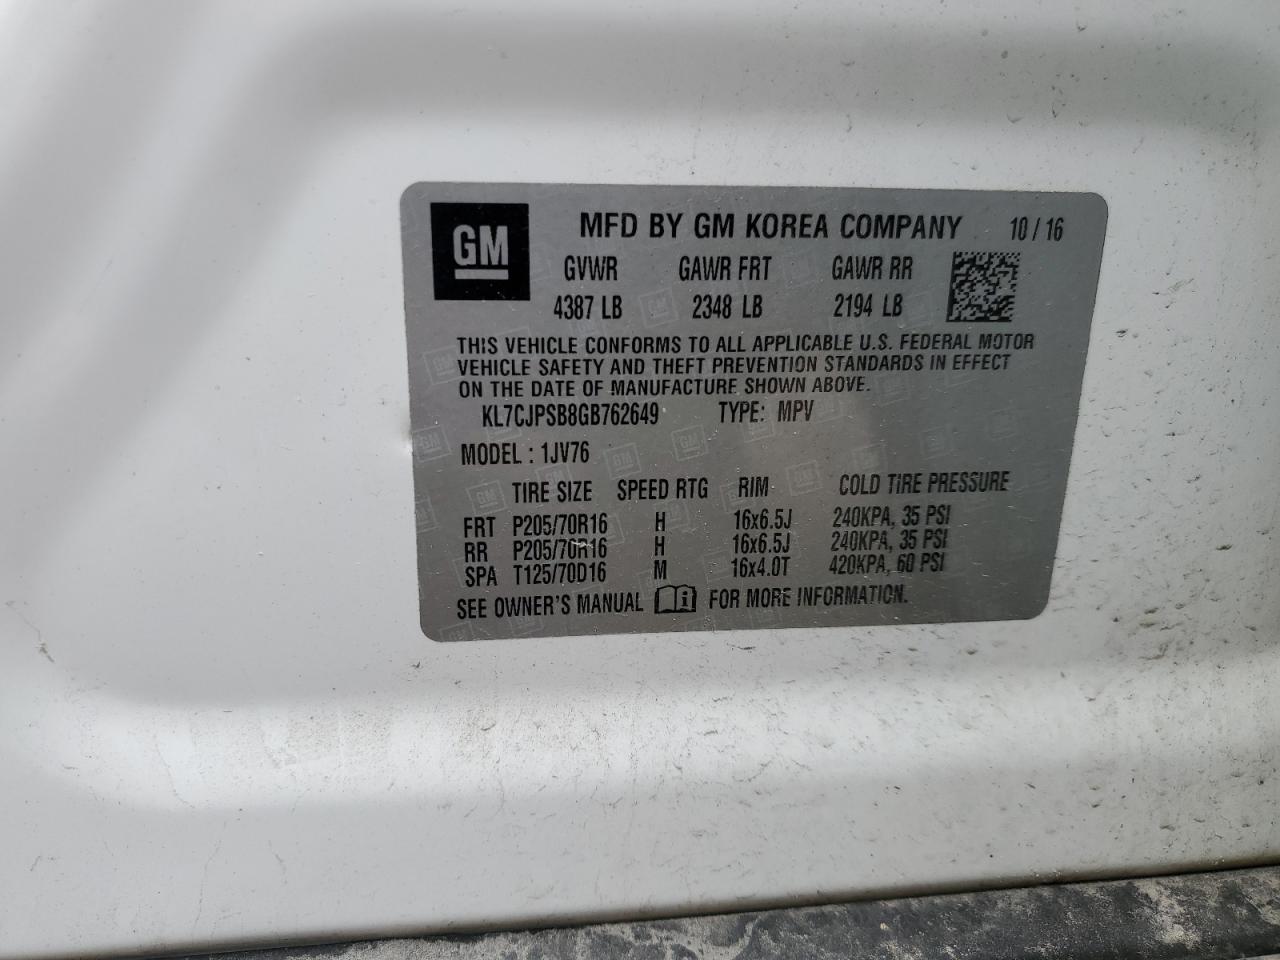 GM
MFD BY GM KOREA COMPANY 10 / 16
GVWR GAWR FRT GAWR RR
4387 LB 2348 LB 2194 LB
THIS VEHICLE CONFORMS TO ALL APPLICABLE U.S. FEDERAL MOTOR
VEHICLE SAFETY AND THEFT PREVENTION STANDARDS IN EFFECT
ON THE DATE OF MANUFACTURE SHOWN ABOVE.
KL7CJPSB8GB762649 TYPE: MPV
MODEL : 1JV76
TIRE SIZE SPEED RTG RIM COLD TIRE PRESSURE
FRT P205/70R16 H 16x6.5J 240KPA, 35 PSI
RR P205/70R16 H 16x6.5J 240KPA, 35 PSI
SPA T125/70D16 M 16x4.0T 420KPA, 60 PSI
SEE OWNER'S MANUAL FOR MORE INFORMATION.